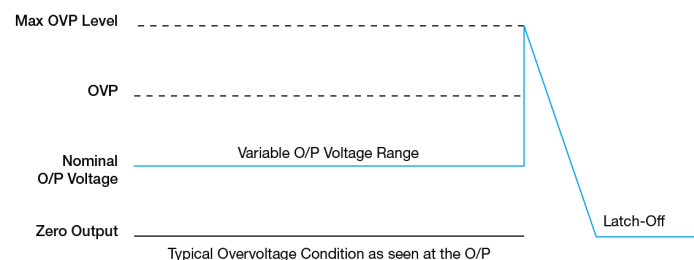 Max OVP Level
OVP
Variable O/P Voltage Range
Nominal
O/P Voltage
Latch-Off
Zero Output
Typical Overvoltage Condition as seen at the O/P